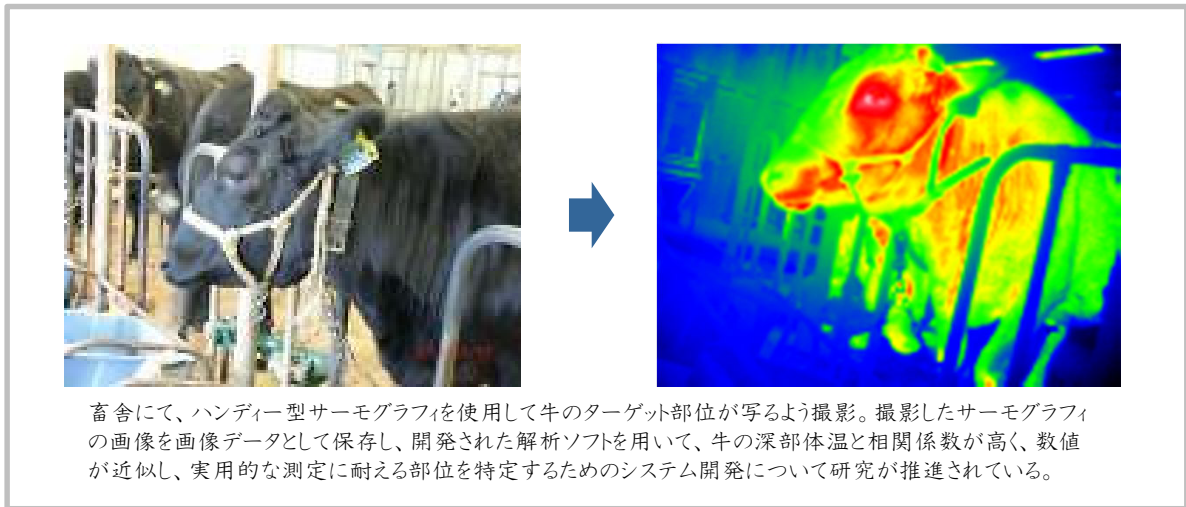 畜舎にて、ハンディー型サーモグラフィを使用して牛のターゲット部位が写るよう撮影。撮影したサーモグラフィ
の画像を画像データとして保存し、開発された解析ソフトを用いて、牛の深部体温と相関係数が高く、数値
が近似し、実用的な測定に耐える部位を特定するためのシステム開発について研究が推進されている。